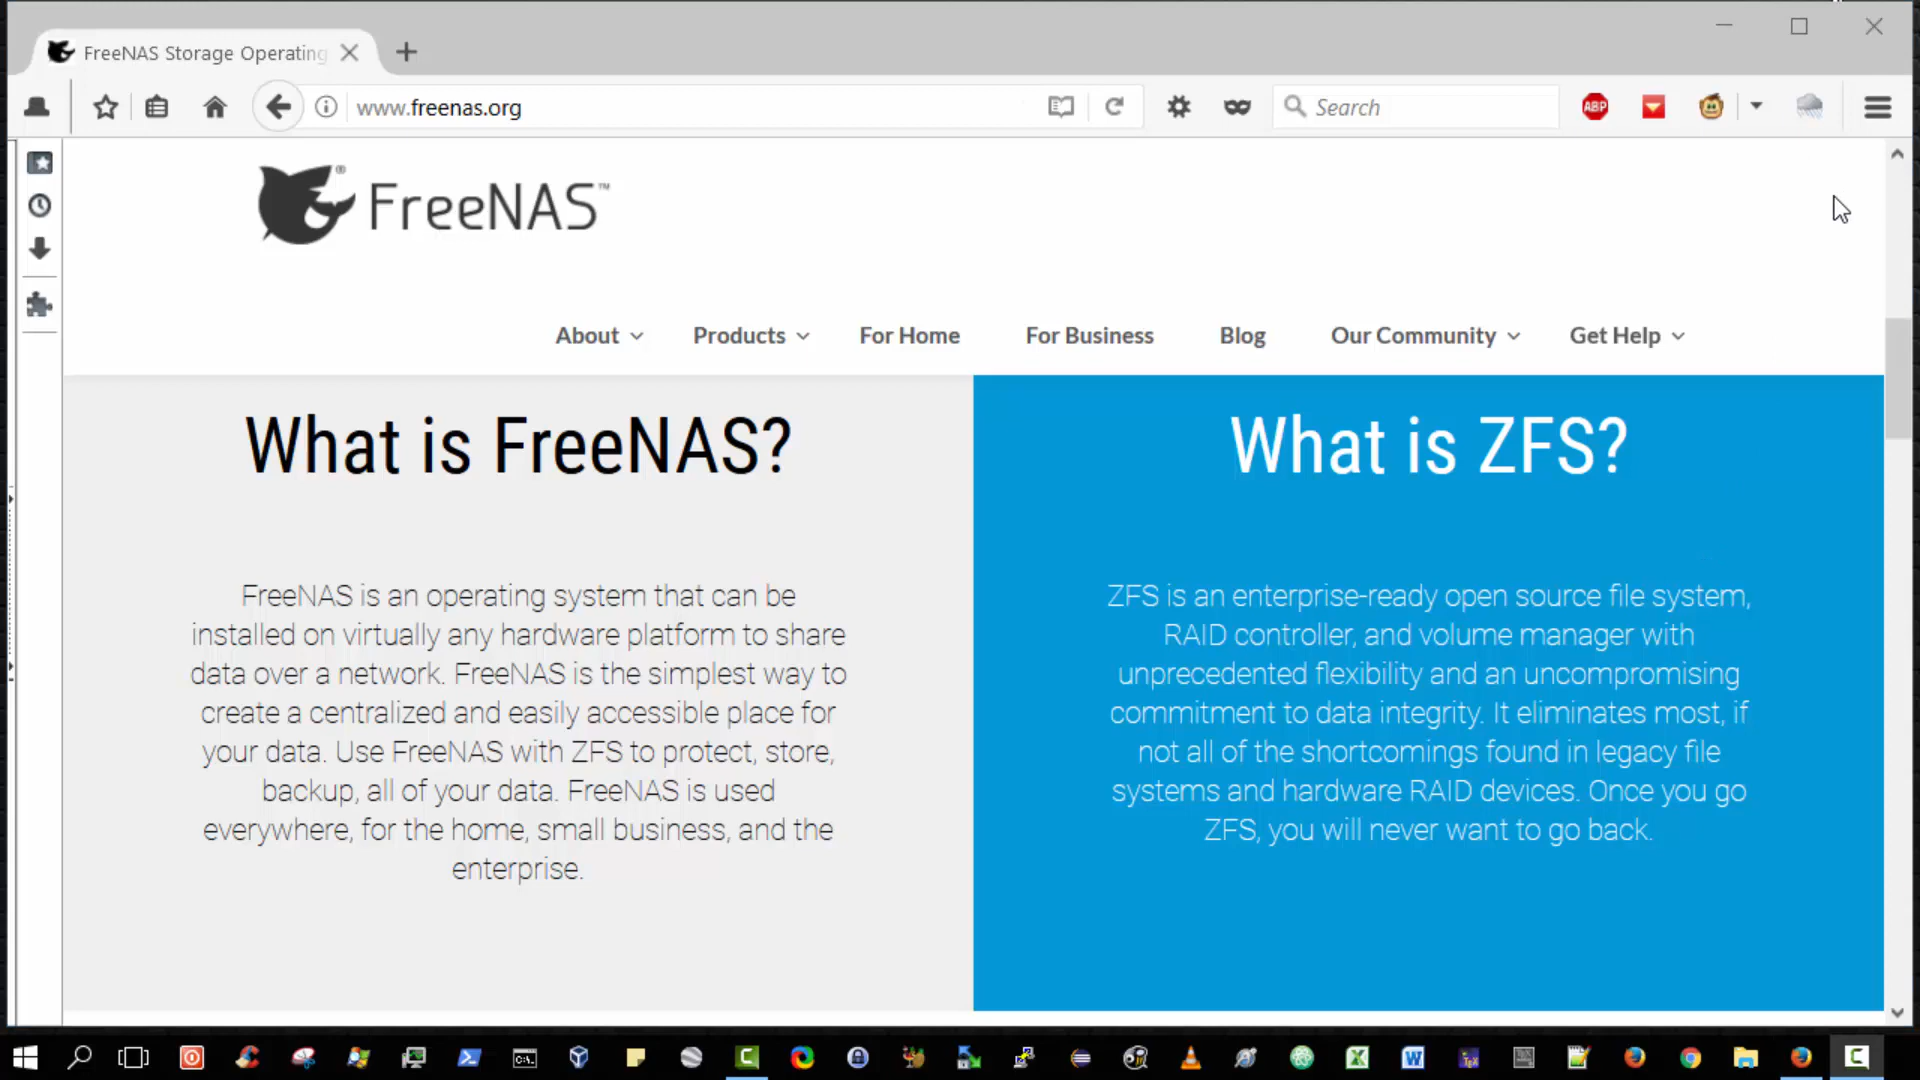 FreeNAS Storage Operating
www.freenas.org
Search
ABP
FreeNAS™
About
Products
For Home
For Business
Blog
Our Community
Get Help
What is FreeNAS?
FreeNAS is an operating system that can be
installed on virtually any hardware platform to share
data over a network. FreeNAS is the simplest way to
create a centralized and easily accessible place for
your data. Use FreeNAS with ZFS to protect, store,
backup, all of your data. FreeNAS is used
everywhere, for the home, small business, and the
enterprise.
What is ZFS?
ZFS is an enterprise-ready open source file system,
RAID controller, and volume manager with
unprecedented flexibility and an uncompromising
commitment to data integrity. It eliminates most, if
not all of the shortcomings found in legacy file
systems and hardware RAID devices. Once you go
ZFS, you will never want to go back.